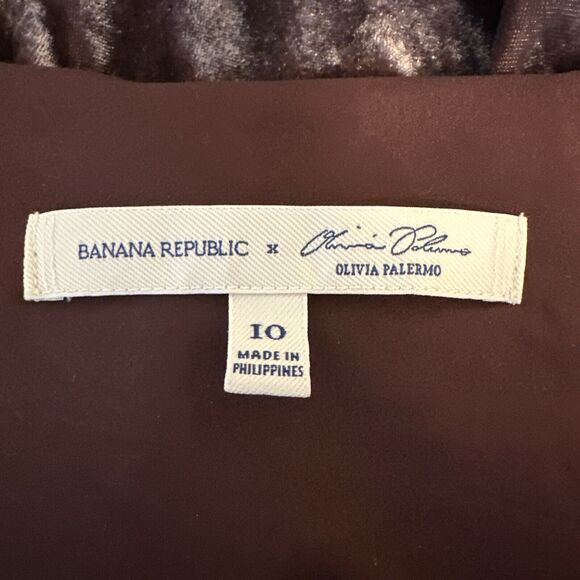 BANANA REPUBLIC x Olivia Palermo
OLIVIA PALERMO
10
MADE IN
PHILIPPINES